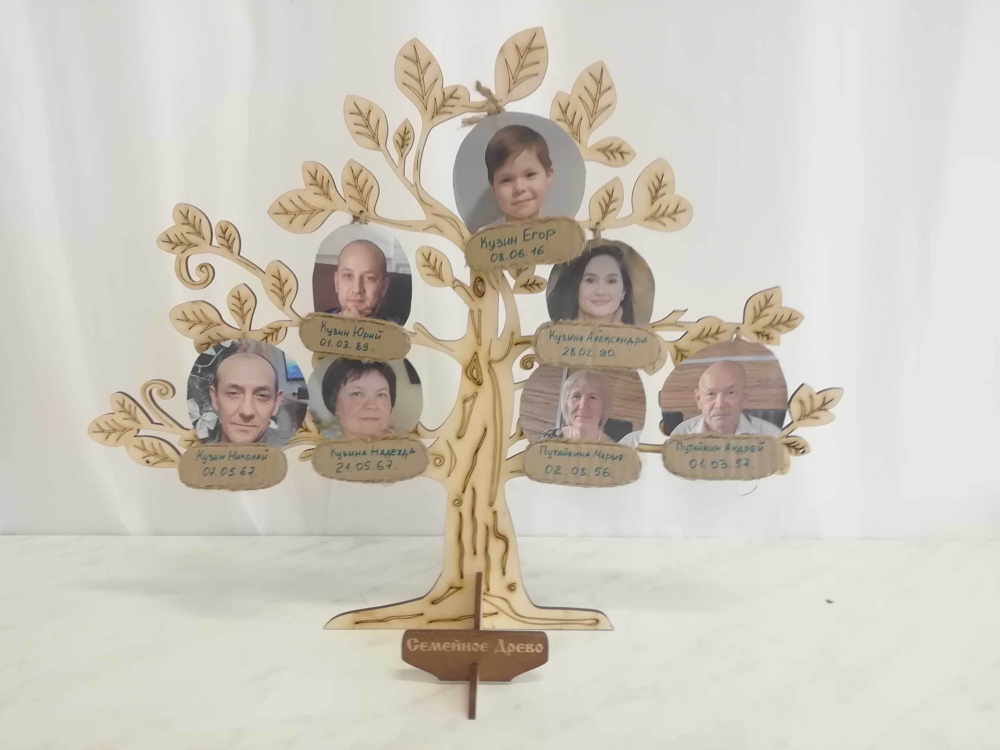 Кузин Егор
08.06.16.
Кузин Юрий
01.03.89.
Кузина Александра
28.02.90.
Кузин Николай
07.05.67.
Кузина Надежда
21.05.67.
Путайкина Мария
02.08.56.
Путайкин Андрей
01.03.57.
Семейное Древо